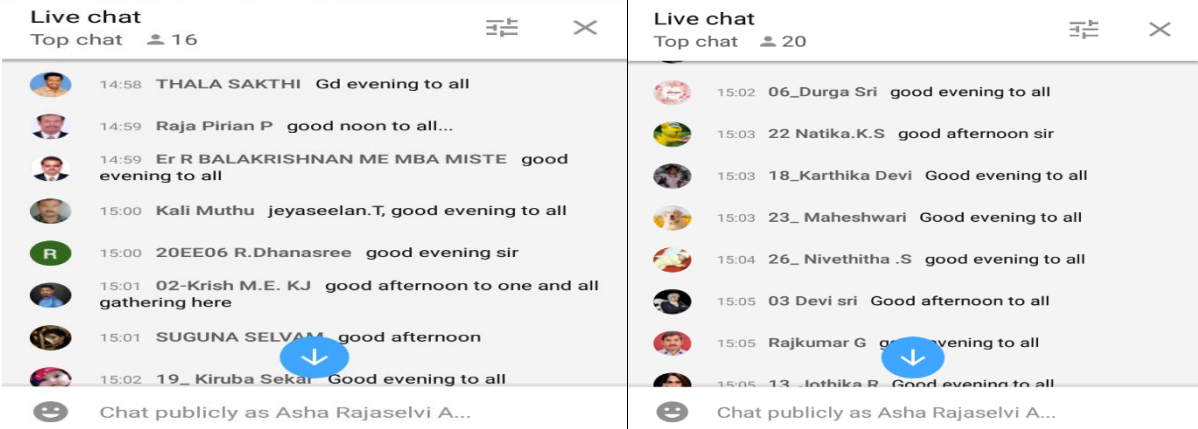 Live chat
Top chat 16
14:58 THALA SAKTHI Gd evening to all
14:59 Raja Pirian P good noon to all...
14:59 Er R BALAKRISHNAN ME MBA MISTE good
evening to all
15:00 Kali Muthu jeyaseelan.T, good evening to all
R
15:00 20EE06 R.Dhanasree good evening sir
15:01 02-Krish M.E. KJ good afternoon to one and all
gathering here
15:01 SUGUNA SELVAM good afternoon
15:02 19_ Kiruba Sekar Good evening to all
Chat publicly as Asha Rajaselvi A...
Live chat
Top chat 20
15:02 06_Durga Sri good evening to all
15:03 22 Natika.K.S good afternoon sir
15:03 18_Karthika Devi Good evening to all
15:03 23_ Maheshwari Good evening to all
15:04 26_ Nivethitha .S good evening to all
15:05 03 Devi sri Good afternoon to all
15:05 Rajkumar G good evening to all
15:05 13 Jothika R Good evening to all
Chat publicly as Asha Rajaselvi A...